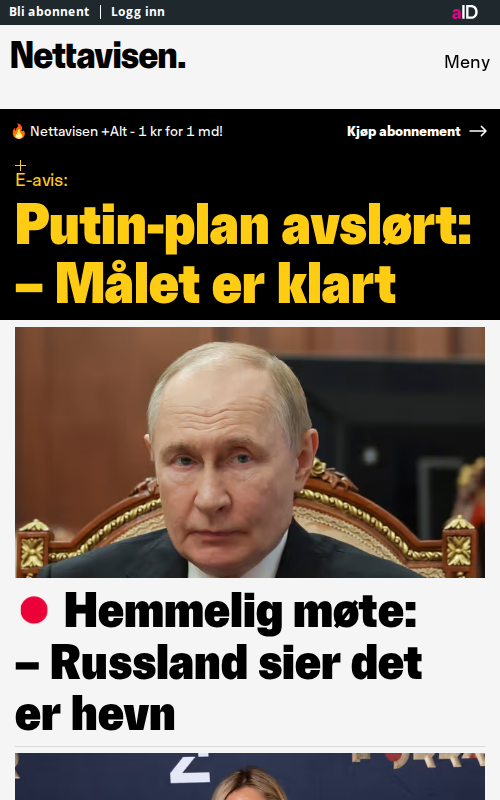 Bli abonnent | Logg inn
aID
Nettavisen.
Meny
🔥 Nettavisen +Alt - 1 kr for 1 md!
Kjøp abonnement →
+
E-avis:
Putin-plan avslørt:
– Målet er klart
Hemmelig møte:
– Russland sier det
er hevn